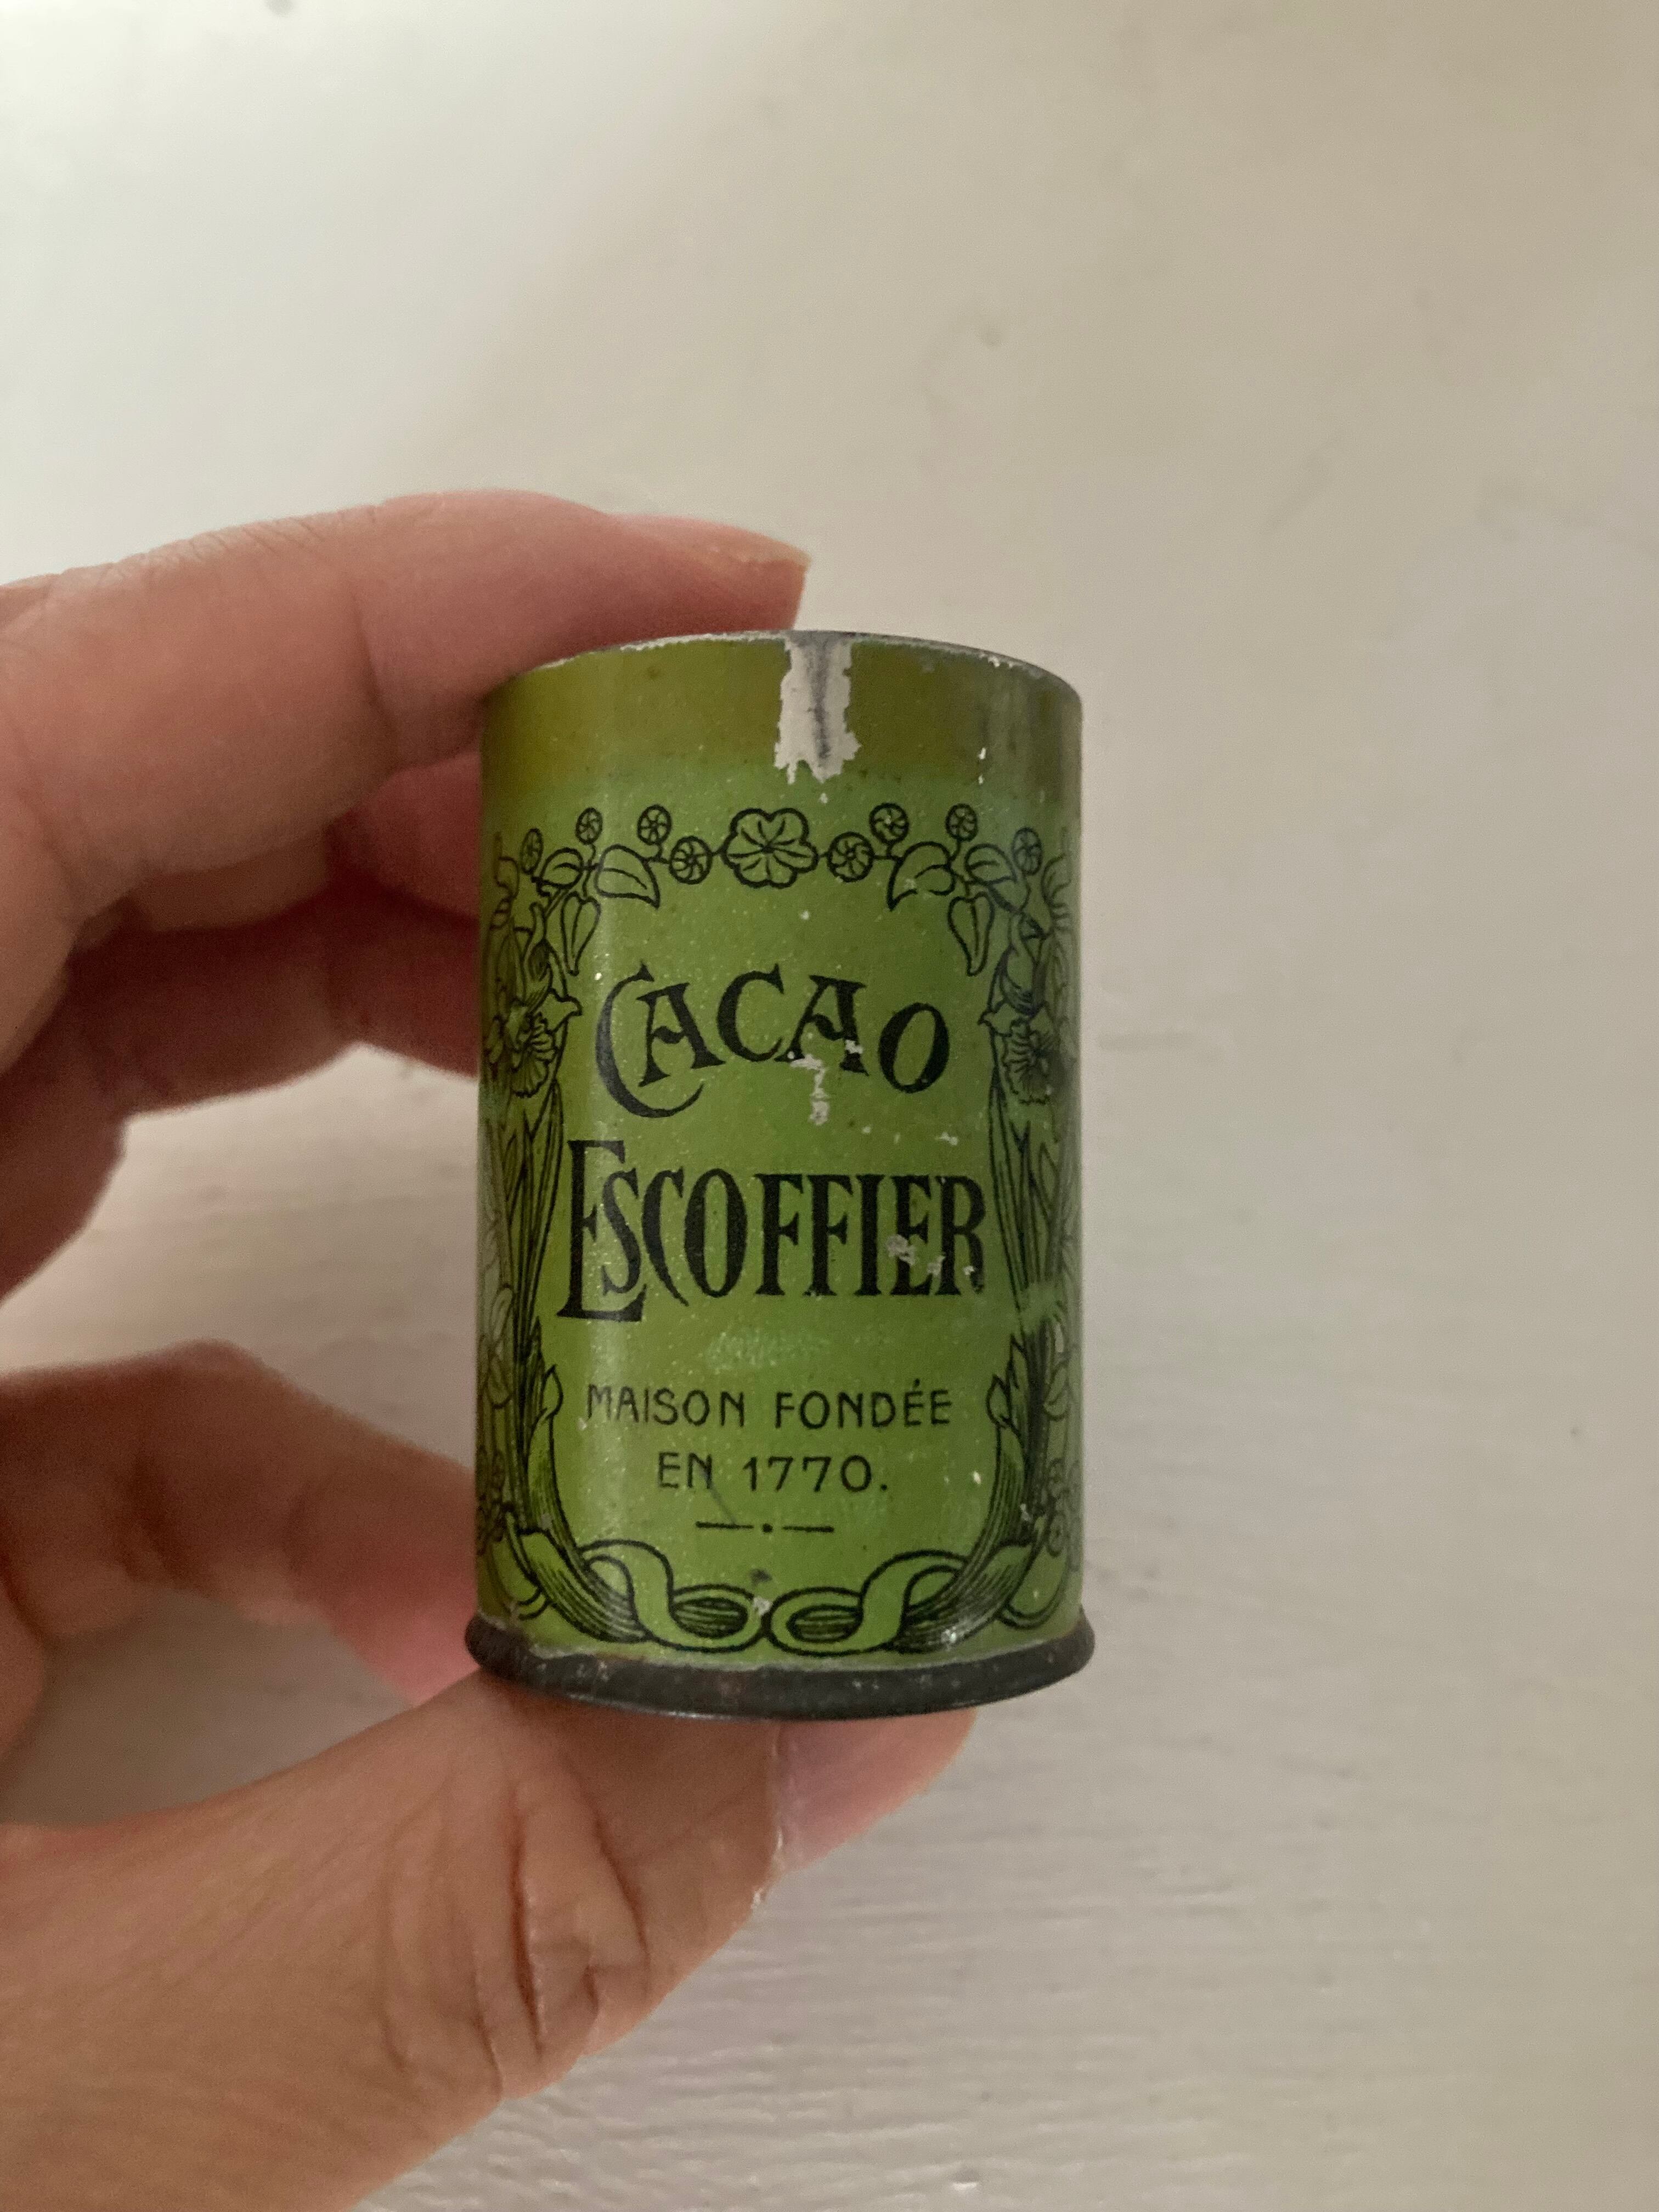 CACAO
ESCOFFIER
MAISON FONDÉE
EN 1770.